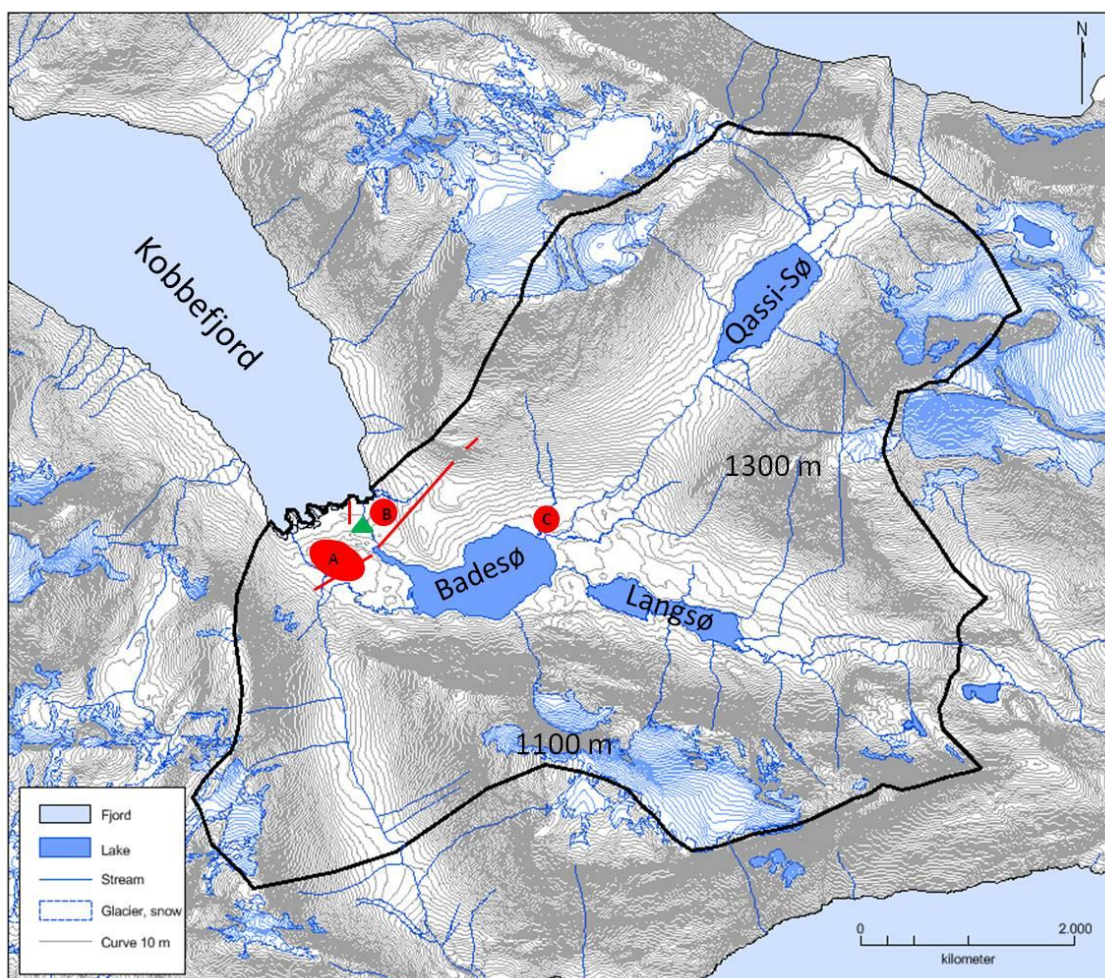 N
Kobbefjord
Qassi-Sø
1300 m
B
C
A
Badesø
Langsø
1100 m
Fjord
Lake
Stream
Glacier, snow
Curve 10 m
0 2.000
kilometer